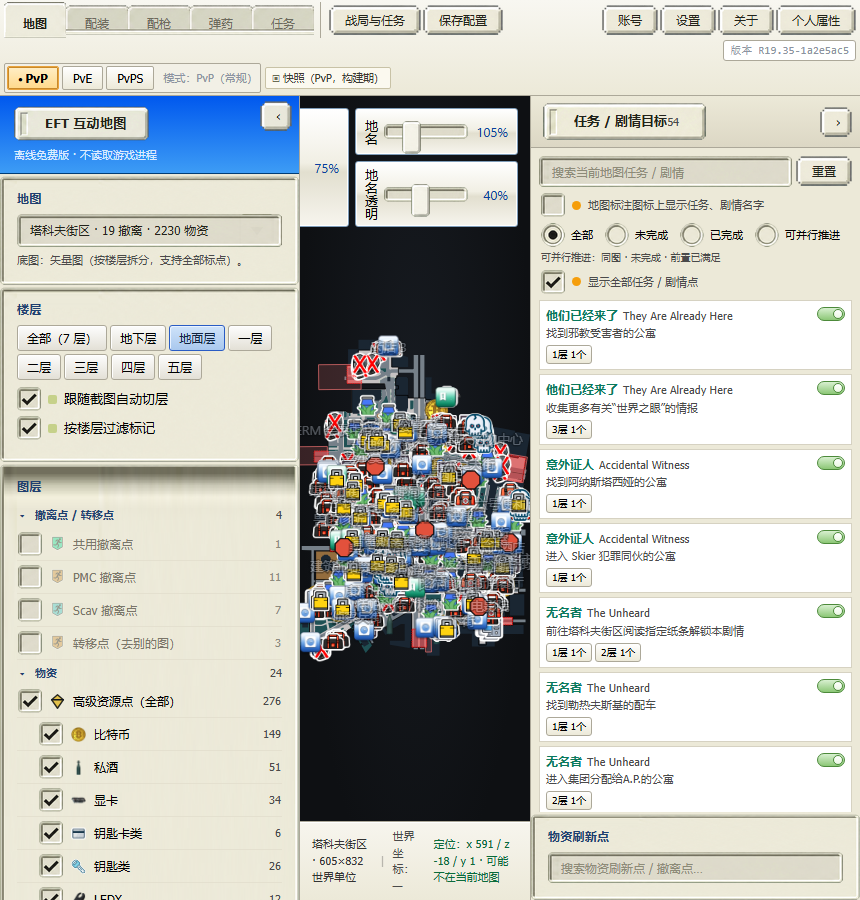 地图 配装 配枪 弹药 任务 战局与任务 保存配置 账号 设置 关于 个人属性
版本 R19.35-1a2e5ac5
• PvP PvE PvPS 模式：PvP（常规） 快照（PvP，构建期）
EFT 互动地图
离线免费版 · 不读取游戏进程
地图
塔科夫街区 · 19 撤离 · 2230 物资
底图：矢量图（按楼层拆分，支持全部标点）。
楼层
全部（7 层） 地下层 地面层 一层
二层 三层 四层 五层
跟随截图自动切层
按楼层过滤标记
图层
撤离点 / 转移点 4
共用撤离点 1
PMC 撤离点 11
Scav 撤离点 7
转移点（去别的图） 3
物资 24
高级资源点（全部） 276
比特币 149
私酒 51
显卡 34
钥匙卡类 6
钥匙类 26
LEDX 12
75%
地名 105%
地名透明 40%
塔科夫街区 · 605×832 世界单位
世界坐标：—
定位：x 591 / z -18 / y 1 · 可能不在当前地图
任务 / 剧情目标54
搜索当前地图任务 / 剧情 重置
地图标注图标上显示任务、剧情名字
全部 未完成 已完成 可并行推进
可并行推进：同图 · 未完成 · 前置已满足
显示全部任务 / 剧情点
他们已经来了 They Are Already Here
找到邪教受害者的公寓
1层 1个
他们已经来了 They Are Already Here
收集更多有关“世界之眼”的情报
3层 1个
意外证人 Accidental Witness
找到阿纳斯塔西娅的公寓
1层 1个
意外证人 Accidental Witness
进入 Skier 犯罪同伙的公寓
1层 1个
无名者 The Unheard
前往塔科夫街区阅读指定纸条解锁本剧情
1层 1个 2层 1个
无名者 The Unheard
找到勒热夫斯基的配车
1层 1个
无名者 The Unheard
进入集团分配给A.P.的公寓
2层 1个
物资刷新点
搜索物资刷新点 / 撤离点...